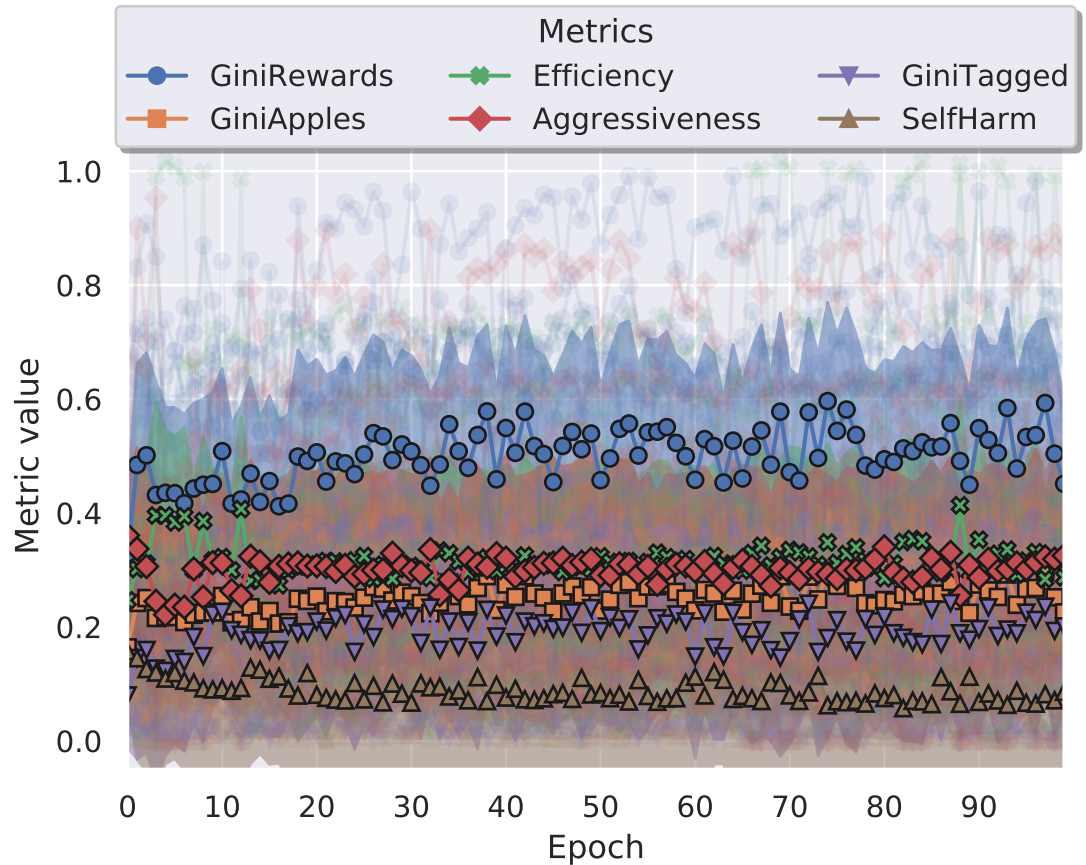 Metrics
GiniRewards Efficiency GiniTagged
GiniApples Aggressiveness SelfHarm
1.0
0.8
0.6
0.4
0.2
0.0
Metric value
0 10 20 30 40 50 60 70 80 90
Epoch